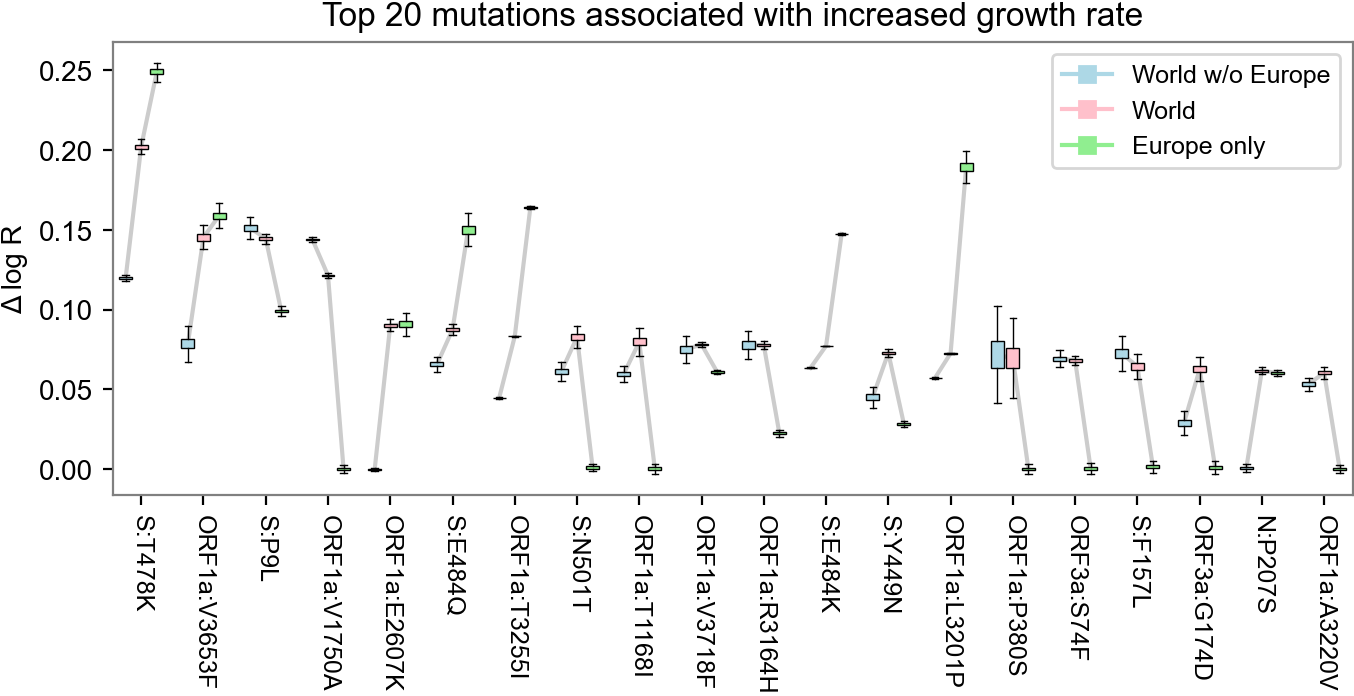 Top 20 mutations associated with increased growth rate
World w/o Europe
World
Europe only
Δ log R
0.25
0.20
0.15
0.10
0.05
0.00
S:T478K
ORF1a:V3653F
S:P9L
ORF1a:V1750A
ORF1a:E2607K
S:E484Q
ORF1a:T3255I
S:N501T
ORF1a:T1168I
ORF1a:V3718F
ORF1a:R3164H
S:E484K
S:Y449N
ORF1a:L3201P
ORF1a:P380S
ORF3a:S74F
S:F157L
ORF3a:G174D
N:P207S
ORF1a:A3220V